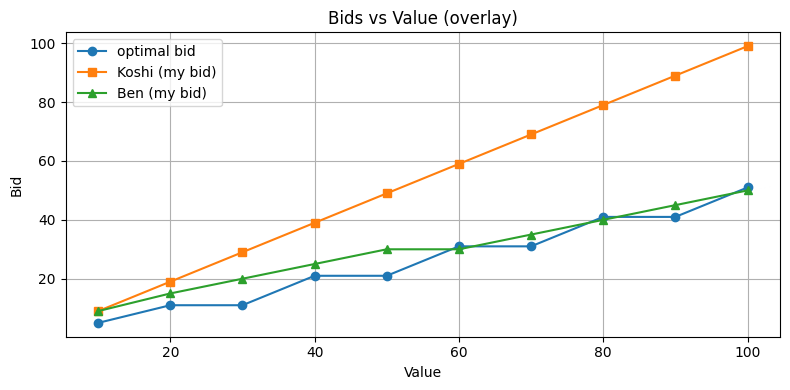 Bids vs Value (overlay)
optimal bid
Koshi (my bid)
Ben (my bid)
100
80
60
40
20
Bid
20 40 60 80 100
Value